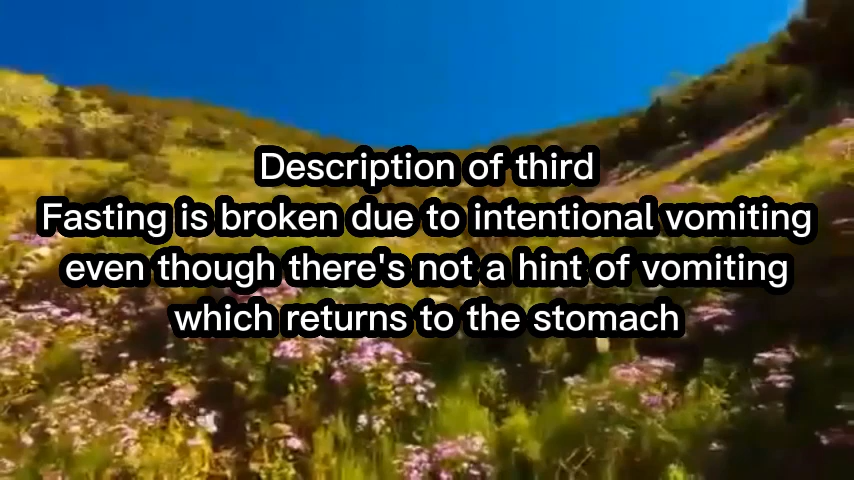 Description of third
Fasting is broken due to intentional vomiting
even though there's not a hint of vomiting
which returns to the stomach